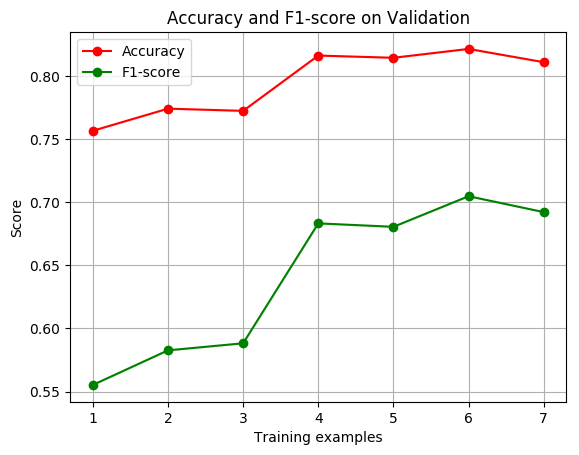 Accuracy and F1-score on Validation
Accuracy
F1-score
0.80
0.75
0.70
0.65
0.60
0.55
Score
1 2 3 4 5 6 7
Training examples